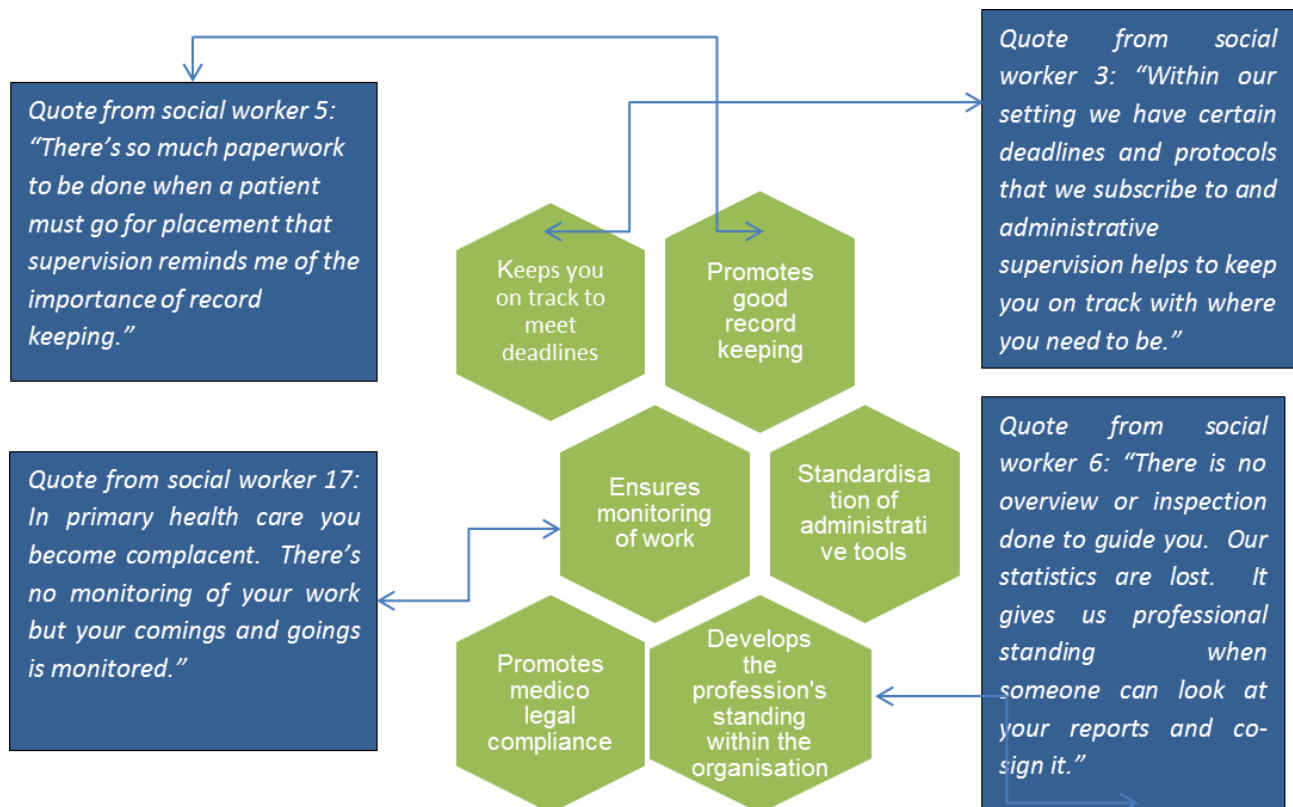 Quote from social worker 5:
“There’s so much paperwork
to be done when a patient
must go for placement that
supervision reminds me of the
importance of record
keeping.”
Quote from social
worker 3: “Within our
setting we have certain
deadlines and protocols
that we subscribe to and
administrative
supervision helps to keep
you on track with where
you need to be.”
Keeps you
on track to
meet
deadlines
Promotes
good
record
keeping
Quote from social worker 17:
In primary health care you
become complacent. There’s
no monitoring of your work
but your comings and goings
is monitored.”
Ensures
monitoring
of work
Standardisa
tion of
administrati
ve tools
Quote from social
worker 6: “There is no
overview or inspection
done to guide you. Our
statistics are lost. It
gives us professional
standing when
someone can look at
your reports and co-
sign it.”
Promotes
medico
legal
compliance
Develops
the
profession's
standing
within the
organisation